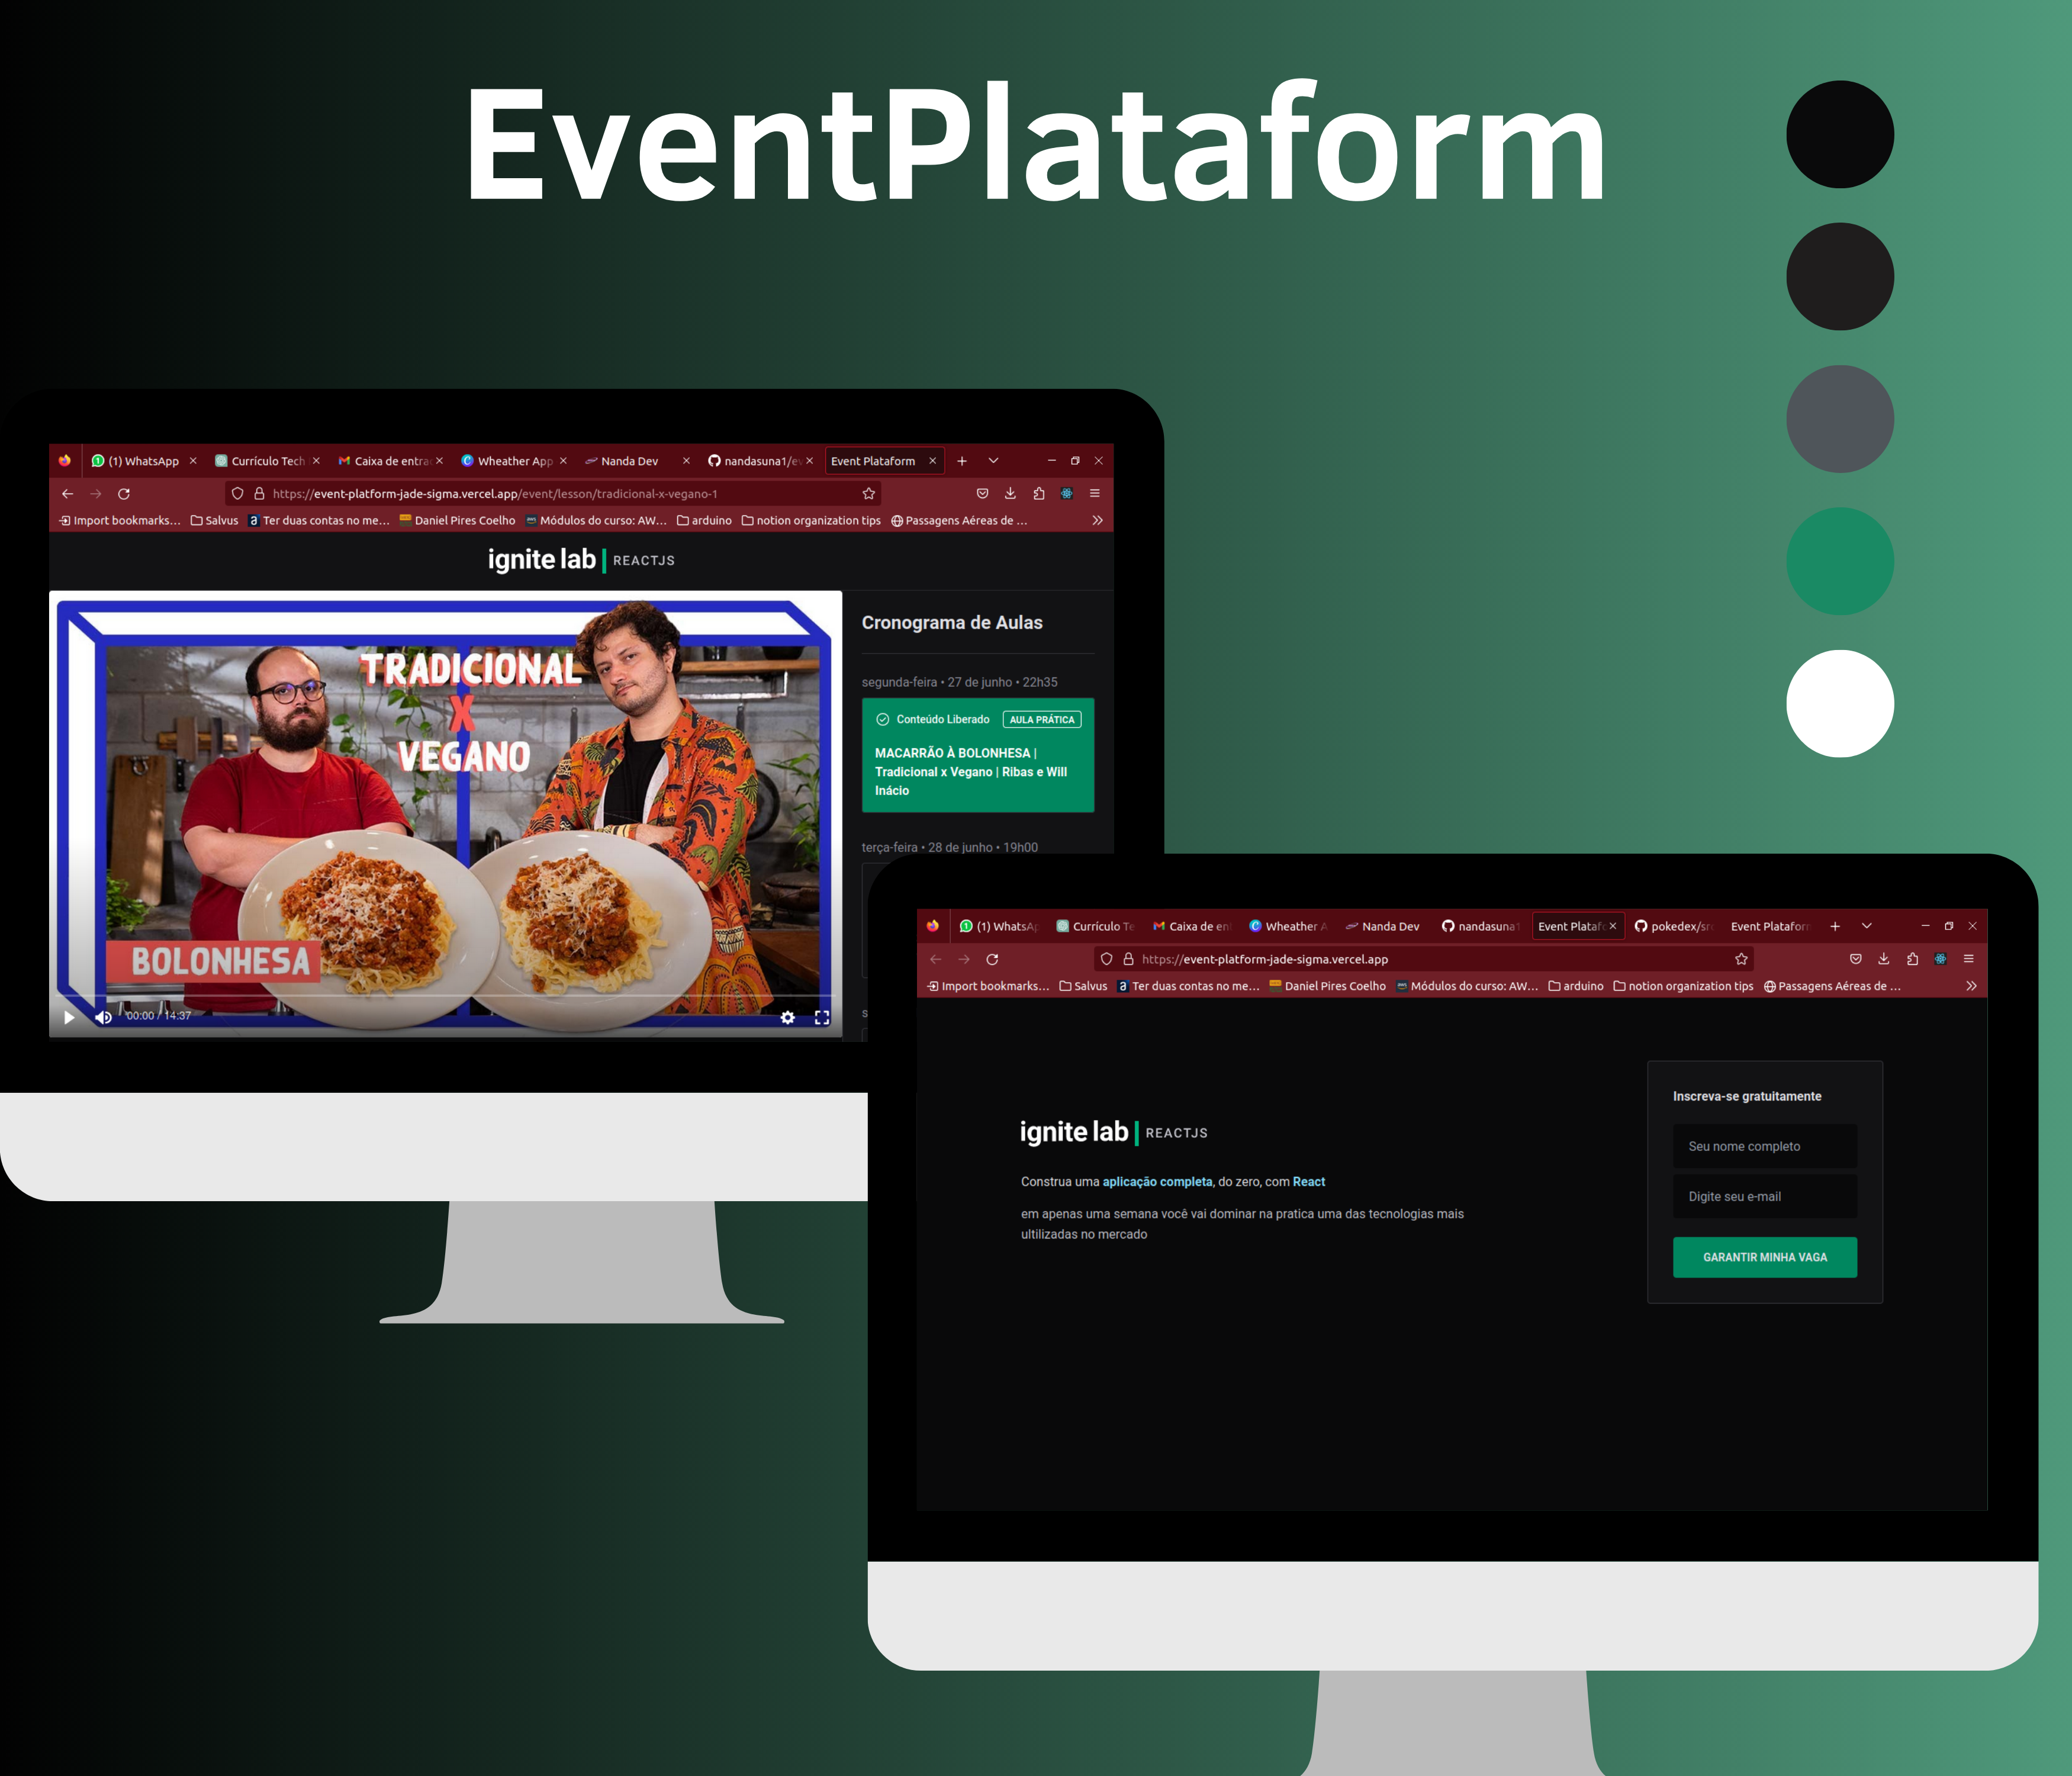 EventPlataform
(1) WhatsApp
Currículo Tech
Caixa de entra
Wheather App
Nanda Dev
nandasuna1/ev
Event Plataform
https://event-platform-jade-sigma.vercel.app/event/lesson/tradicional-x-vegano-1
Import bookmarks...
Salvus
Ter duas contas no me...
Daniel Pires Coelho
Módulos do curso: AW...
arduino
notion organization tips
Passagens Aéreas de ...
ignite lab | REACTJS
TRADICIONAL
X
VEGANO
BOLONHESA
00:00 / 14:37
Cronograma de Aulas
segunda-feira • 27 de junho • 22h35
Conteúdo Liberado
AULA PRÁTICA
MACARRÃO À BOLONHESA |
Tradicional x Vegano | Ribas e Will
Inácio
terça-feira • 28 de junho • 19h00
s
(1) WhatsAp
Currículo Te
Caixa de en
Wheather A
Nanda Dev
nandasuna1
Event Platafo
pokedex/sr
Event Plataform
https://event-platform-jade-sigma.vercel.app
Import bookmarks...
Salvus
Ter duas contas no me...
Daniel Pires Coelho
Módulos do curso: AW...
arduino
notion organization tips
Passagens Aéreas de ...
ignite lab | REACTJS
Construa uma aplicação completa, do zero, com React
em apenas uma semana você vai dominar na pratica uma das tecnologias mais
ultilizadas no mercado
Inscreva-se gratuitamente
Seu nome completo
Digite seu e-mail
GARANTIR MINHA VAGA